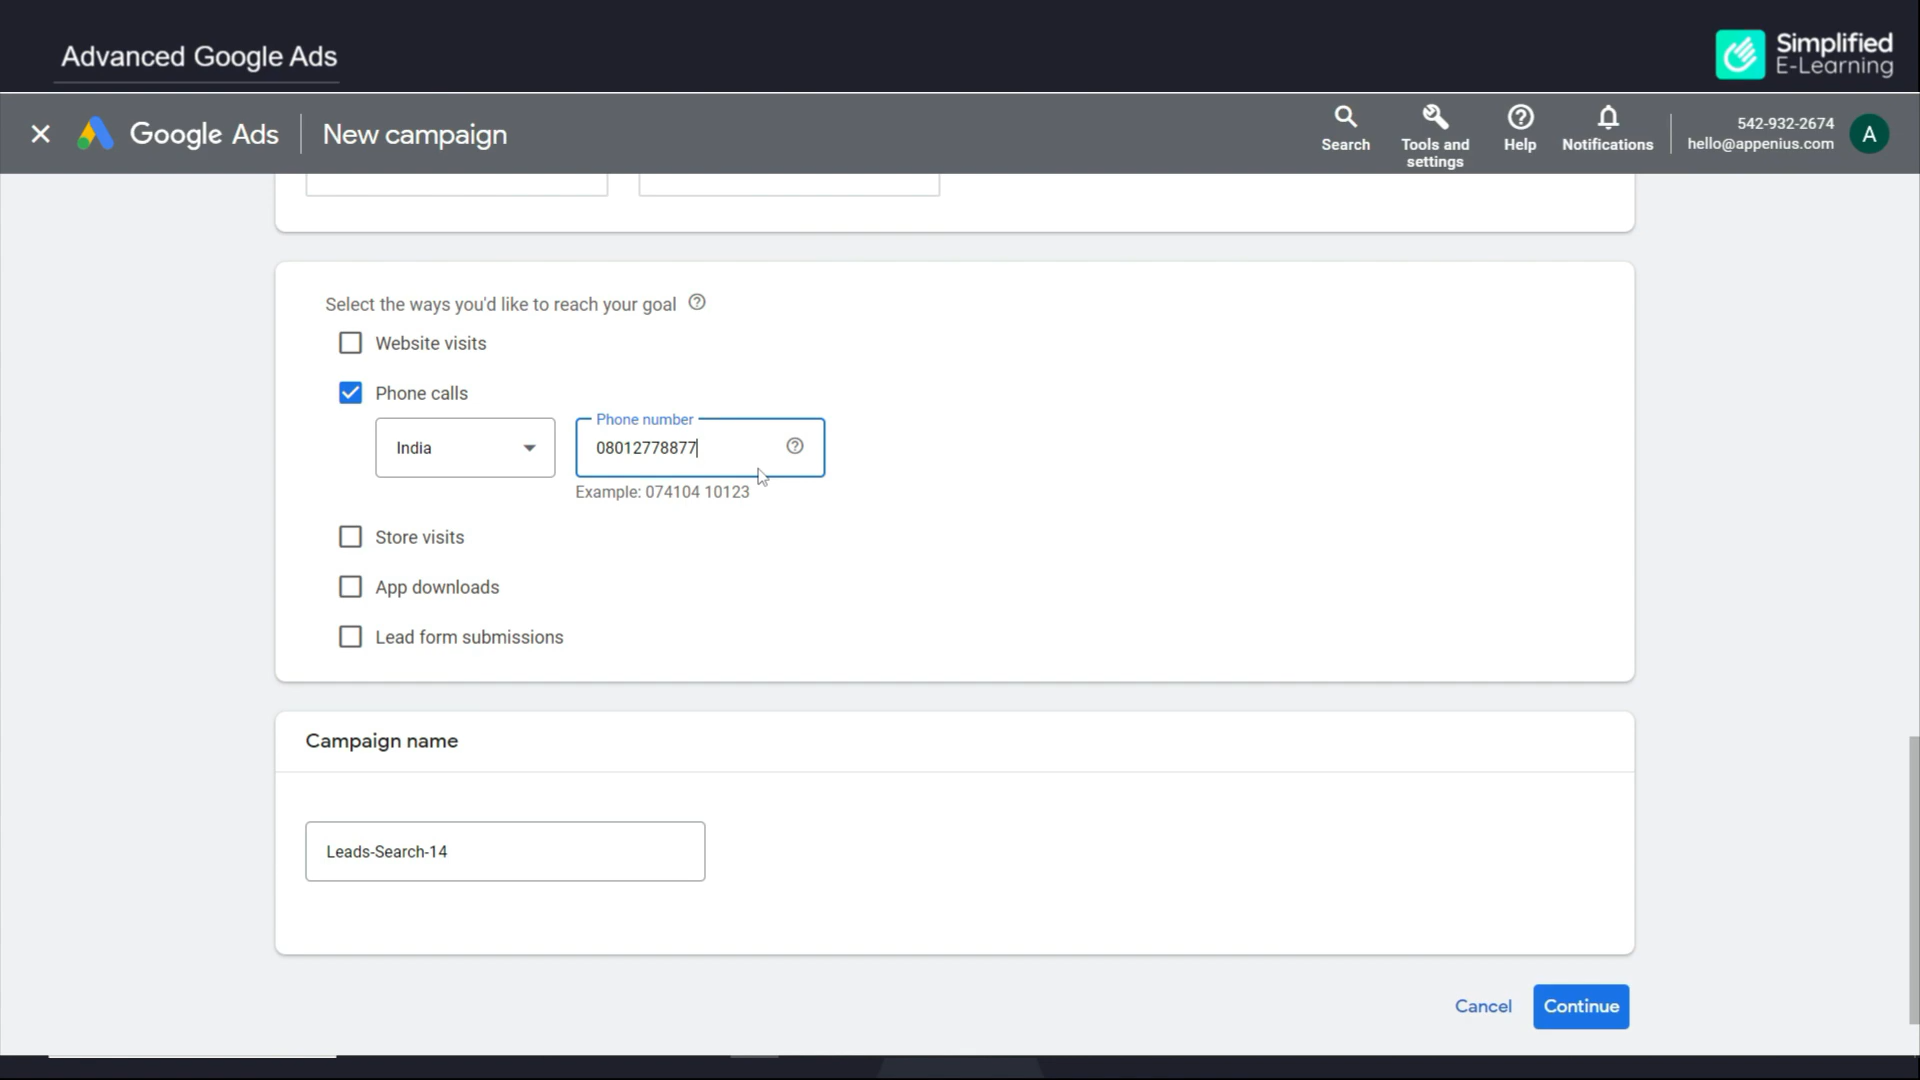 Advanced Google Ads
Simplified
E-Learning
Google Ads
New campaign
Search
Tools and
settings
Help
Notifications
542-932-2674
hello@appenius.com
A
Select the ways you'd like to reach your goal
Website visits
Phone calls
Phone number
India
08012778877
Example: 074104 10123
Store visits
App downloads
Lead form submissions
Campaign name
Leads-Search-14
Cancel
Continue